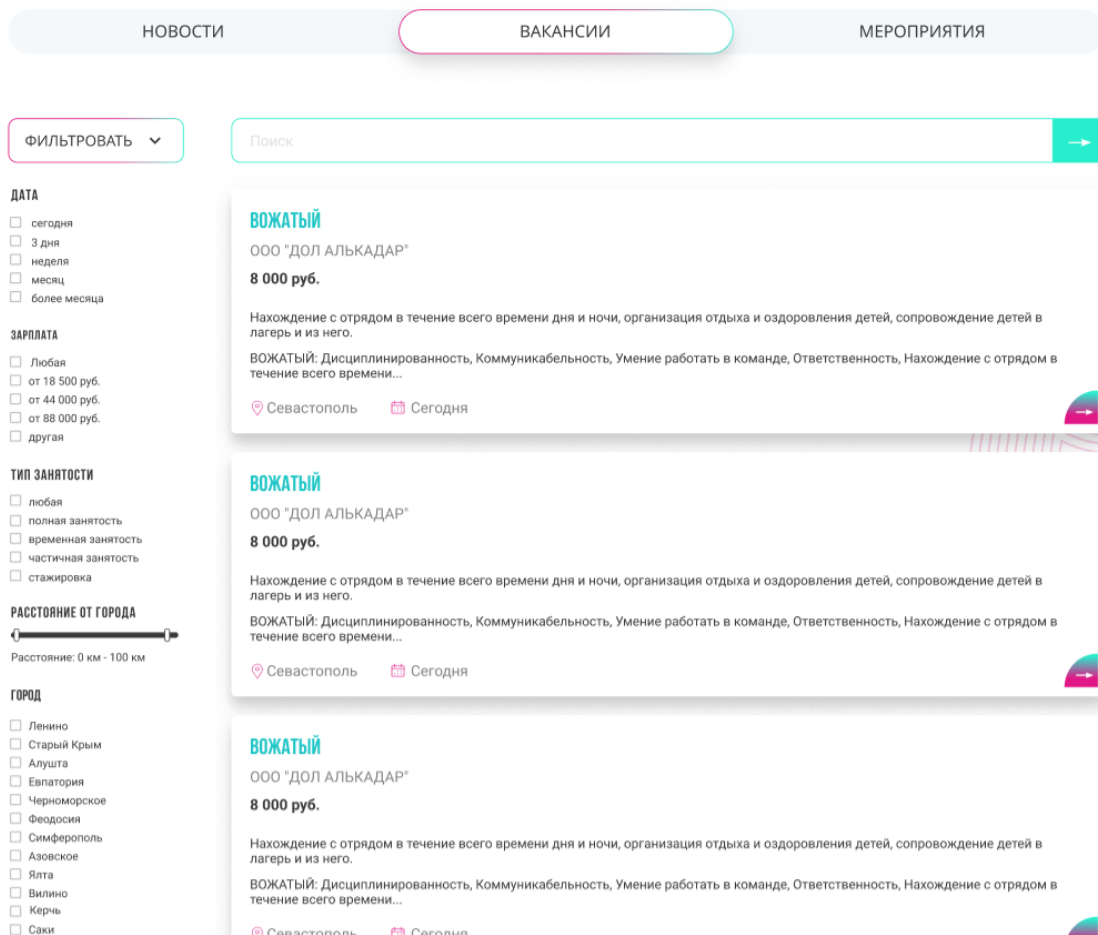 НОВОСТИ
ВАКАНСИИ
МЕРОПРИЯТИЯ
ФИЛЬТРОВАТЬ
Поиск
ДАТА
сегодня
3 дня
неделя
месяц
более месяца
ЗАРПЛАТА
Любая
от 18 500 руб.
от 44 000 руб.
от 88 000 руб.
другая
ТИП ЗАНЯТОСТИ
любая
полная занятость
временная занятость
частичная занятость
стажировка
РАССТОЯНИЕ ОТ ГОРОДА
Расстояние: 0 км - 100 км
ГОРОД
Ленино
Старый Крым
Алушта
Евпатория
Черноморское
Феодосия
Симферополь
Азовское
Ялта
Вилино
Керчь
Саки
ВОЖАТЫЙ
ООО "ДОЛ АЛЬКАДАР"
8 000 руб.
Нахождение с отрядом в течение всего времени дня и ночи, организация отдыха и оздоровления детей, сопровождение детей в
лагерь и из него.
ВОЖАТЫЙ: Дисциплинированность, Коммуникабельность, Умение работать в команде, Ответственность, Нахождение с отрядом в
течение всего времени...
Севастополь
Сегодня
ВОЖАТЫЙ
ООО "ДОЛ АЛЬКАДАР"
8 000 руб.
Нахождение с отрядом в течение всего времени дня и ночи, организация отдыха и оздоровления детей, сопровождение детей в
лагерь и из него.
ВОЖАТЫЙ: Дисциплинированность, Коммуникабельность, Умение работать в команде, Ответственность, Нахождение с отрядом в
течение всего времени...
Севастополь
Сегодня
ВОЖАТЫЙ
ООО "ДОЛ АЛЬКАДАР"
8 000 руб.
Нахождение с отрядом в течение всего времени дня и ночи, организация отдыха и оздоровления детей, сопровождение детей в
лагерь и из него.
ВОЖАТЫЙ: Дисциплинированность, Коммуникабельность, Умение работать в команде, Ответственность, Нахождение с отрядом в
течение всего времени...
Севастополь
Сегодня